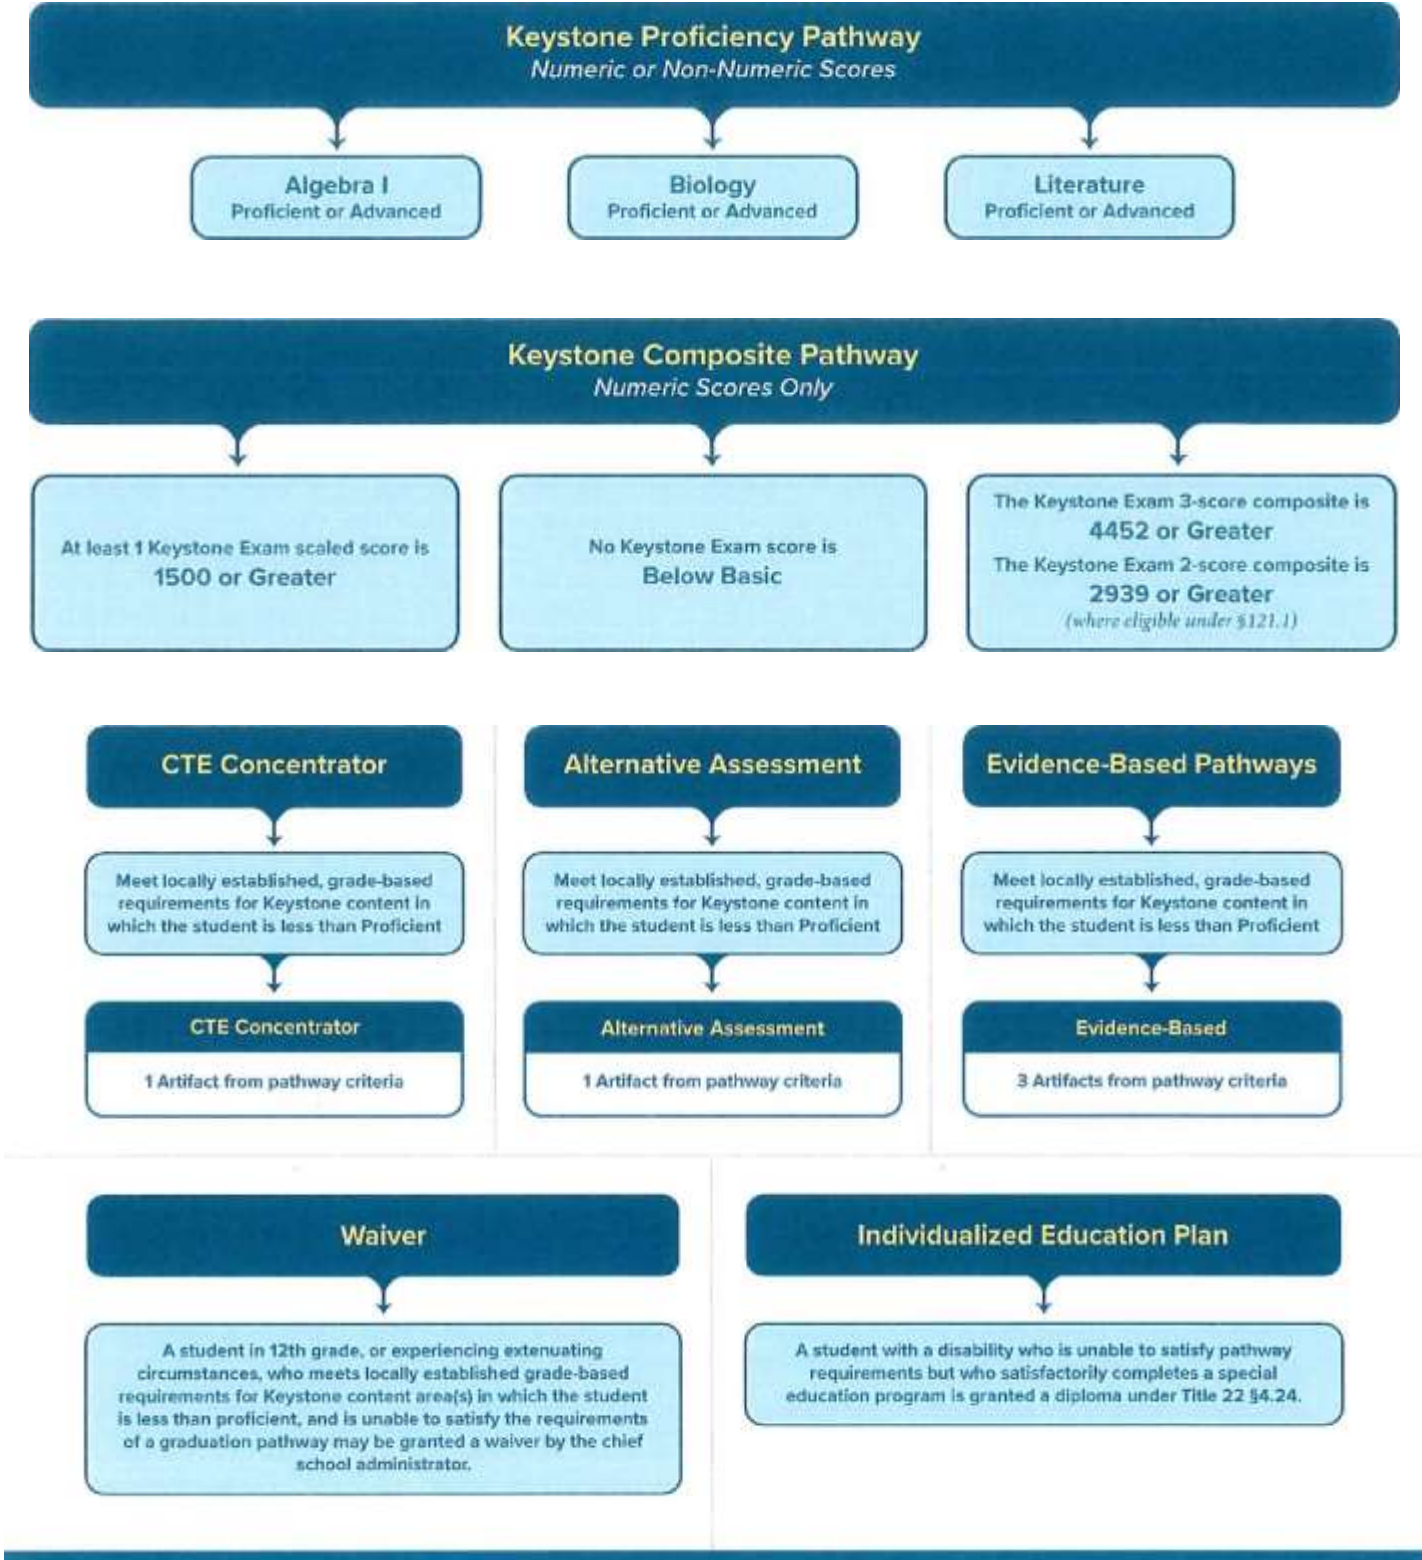 Keystone Proficiency Pathway
Numeric or Non-Numeric Scores
Algebra I
Proficient or Advanced
Biology
Proficient or Advanced
Literature
Proficient or Advanced
Keystone Composite Pathway
Numeric Scores Only
At least 1 Keystone Exam scaled score is
1500 or Greater
No Keystone Exam score is
Below Basic
The Keystone Exam 3-score composite is
4452 or Greater
The Keystone Exam 2-score composite is
2939 or Greater
(where eligible under §121.1)
CTE Concentrator
Meet locally established, grade-based
requirements for Keystone content in
which the student is less than Proficient
CTE Concentrator
1 Artifact from pathway criteria
Alternative Assessment
Meet locally established, grade-based
requirements for Keystone content in
which the student is less than Proficient
Alternative Assessment
1 Artifact from pathway criteria
Evidence-Based Pathways
Meet locally established, grade-based
requirements for Keystone content in
which the student is less than Proficient
Evidence-Based
3 Artifacts from pathway criteria
Waiver
A student in 12th grade, or experiencing extenuating
circumstances, who meets locally established grade-based
requirements for Keystone content area(s) in which the student
is less than proficient, and is unable to satisfy the requirements
of a graduation pathway may be granted a waiver by the chief
school administrator.
Individualized Education Plan
A student with a disability who is unable to satisfy pathway
requirements but who satisfactorily completes a special
education program is granted a diploma under Title 22 §4.24.